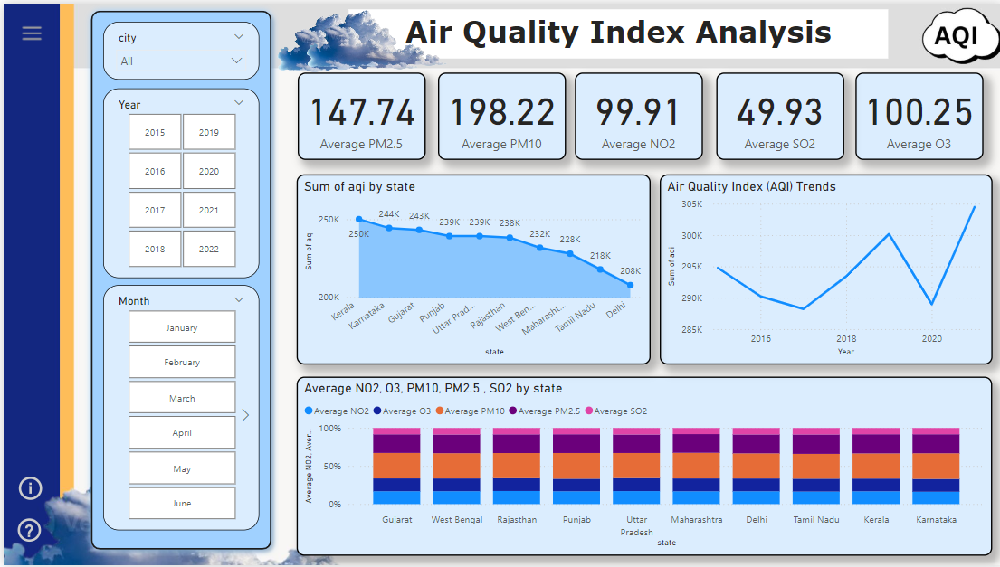 Air Quality Index Analysis
AQI
city
All
Year
2015
2019
2016
2020
2017
2021
2018
2022
Month
January
February
March
April
May
June
147.74
Average PM2.5
198.22
Average PM10
99.91
Average NO2
49.93
Average SO2
100.25
Average O3
Sum of aqi by state
Sum of aqi
250K
200K
250K
244K
243K
239K
239K
238K
232K
228K
218K
208K
Kerala
Karnataka
Gujarat
Punjab
Uttar Prad...
Rajasthan
West Ben...
Maharasht...
Tamil Nadu
Delhi
state
Air Quality Index (AQI) Trends
Sum of aqi
305K
300K
295K
290K
285K
2016
2018
2020
Year
Average NO2, O3, PM10, PM2.5 , SO2 by state
Average NO2
Average O3
Average PM10
Average PM2.5
Average SO2
Average NO2, Aver...
100%
50%
0%
Gujarat
West Bengal
Rajasthan
Punjab
Uttar
Pradesh
Maharashtra
Delhi
Tamil Nadu
Kerala
Karnataka
state
i
?